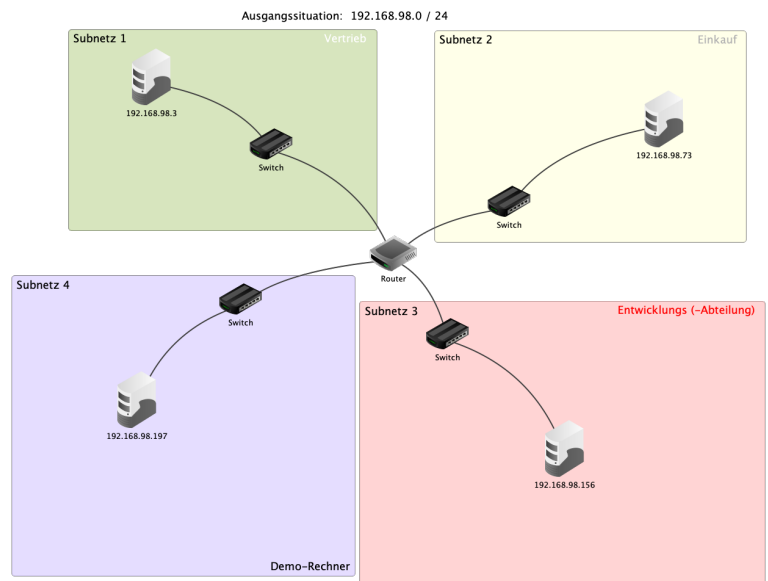 Ausgangssituation: 192.168.98.0 / 24
Subnetz 1
Vertrieb
192.168.98.3
Switch
Subnetz 2
Einkauf
192.168.98.73
Switch
Router
Subnetz 4
Switch
192.168.98.197
Demo-Rechner
Subnetz 3
Entwicklungs (-Abteilung)
Switch
192.168.98.156